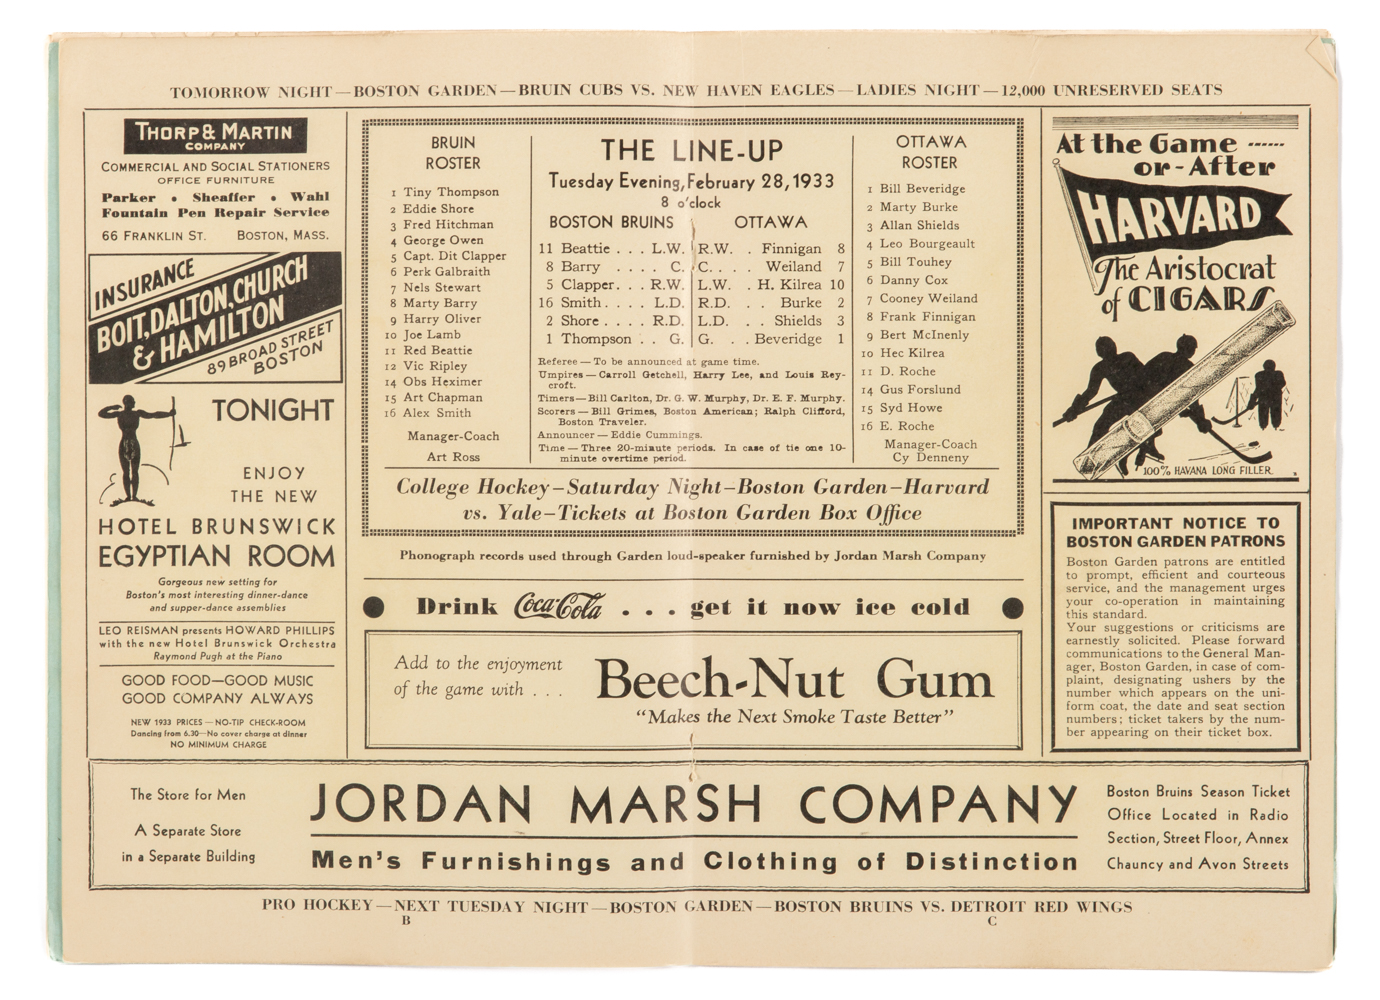 TOMORROW NIGHT—BOSTON GARDEN—BRUIN CUBS VS. NEW HAVEN EAGLES—LADIES NIGHT—12,000 UNRESERVED SEATS
THORP & MARTIN
COMPANY
COMMERCIAL AND SOCIAL STATIONERS
OFFICE FURNITURE
Parker • Sheaffer • Wahl
Fountain Pen Repair Service
66 FRANKLIN ST. BOSTON, MASS.
INSURANCE
BOIT, DALTON, CHURCH
& HAMILTON
89 BROAD STREET
BOSTON
TONIGHT
ENJOY
THE NEW
HOTEL BRUNSWICK
EGYPTIAN ROOM
Gorgeous new setting for
Boston's most interesting dinner-dance
and supper-dance assemblies
LEO REISMAN presents HOWARD PHILLIPS
with the new Hotel Brunswick Orchestra
Raymond Pugh at the Piano
GOOD FOOD—GOOD MUSIC
GOOD COMPANY ALWAYS
NEW 1933 PRICES—NO-TIP CHECK-ROOM
Dancing from 6.30—No cover charge at dinner
NO MINIMUM CHARGE
BRUIN
ROSTER
1 Tiny Thompson
2 Eddie Shore
3 Fred Hitchman
4 George Owen
5 Capt. Dit Clapper
6 Perk Galbraith
7 Nels Stewart
8 Marty Barry
9 Harry Oliver
10 Joe Lamb
11 Red Beattie
12 Vic Ripley
14 Obs Heximer
15 Art Chapman
16 Alex Smith
Manager-Coach
Art Ross
THE LINE-UP
Tuesday Evening, February 28, 1933
8 o'clock
BOSTON BRUINS OTTAWA
11 Beattie . . . L.W. R.W. Finnigan 8
8 Barry . . . . C. C. . . . Weiland 7
5 Clapper. . . R.W. L.W. . H. Kilrea 10
16 Smith. . . . L.D. R.D. . . Burke 2
2 Shore . . . . R.D. L.D. . . Shields 3
1 Thompson . . G. G. . . Beveridge 1
Referee — To be announced at game time.
Umpires — Carroll Getchell, Harry Lee, and Louis Rey-
croft.
Timers—Bill Carlton, Dr. G. W. Murphy, Dr. E. F. Murphy.
Scorers — Bill Grimes, Boston American; Ralph Clifford,
Boston Traveler.
Announcer — Eddie Cummings.
Time — Three 20-minute periods. In case of tie one 10-
minute overtime period.
OTTAWA
ROSTER
1 Bill Beveridge
2 Marty Burke
3 Allan Shields
4 Leo Bourgeault
5 Bill Touhey
6 Danny Cox
7 Cooney Weiland
8 Frank Finnigan
9 Bert McInenly
10 Hec Kilrea
11 D. Roche
14 Gus Forslund
15 Syd Howe
16 E. Roche
Manager-Coach
Cy Denneny
College Hockey–Saturday Night–Boston Garden–Harvard
vs. Yale–Tickets at Boston Garden Box Office
Phonograph records used through Garden loud-speaker furnished by Jordan Marsh Company
Drink Coca-Cola . . . get it now ice cold
Add to the enjoyment
of the game with . . .
Beech-Nut Gum
"Makes the Next Smoke Taste Better"
At the Game ------
or - After
HARVARD
The Aristocrat
of CIGARS
100% HAVANA LONG FILLER.
IMPORTANT NOTICE TO
BOSTON GARDEN PATRONS
Boston Garden patrons are entitled
to prompt, efficient and courteous
service, and the management urges
your co-operation in maintaining
this standard.
Your suggestions or criticisms are
earnestly solicited. Please forward
communications to the General Man-
ager, Boston Garden, in case of com-
plaint, designating ushers by the
number which appears on the uni-
form coat, the date and seat section
numbers; ticket takers by the num-
ber appearing on their ticket box.
The Store for Men
A Separate Store
in a Separate Building
JORDAN MARSH COMPANY
Men's Furnishings and Clothing of Distinction
Boston Bruins Season Ticket
Office Located in Radio
Section, Street Floor, Annex
Chauncy and Avon Streets
PRO HOCKEY—NEXT TUESDAY NIGHT—BOSTON GARDEN—BOSTON BRUINS VS. DETROIT RED WINGS
B C